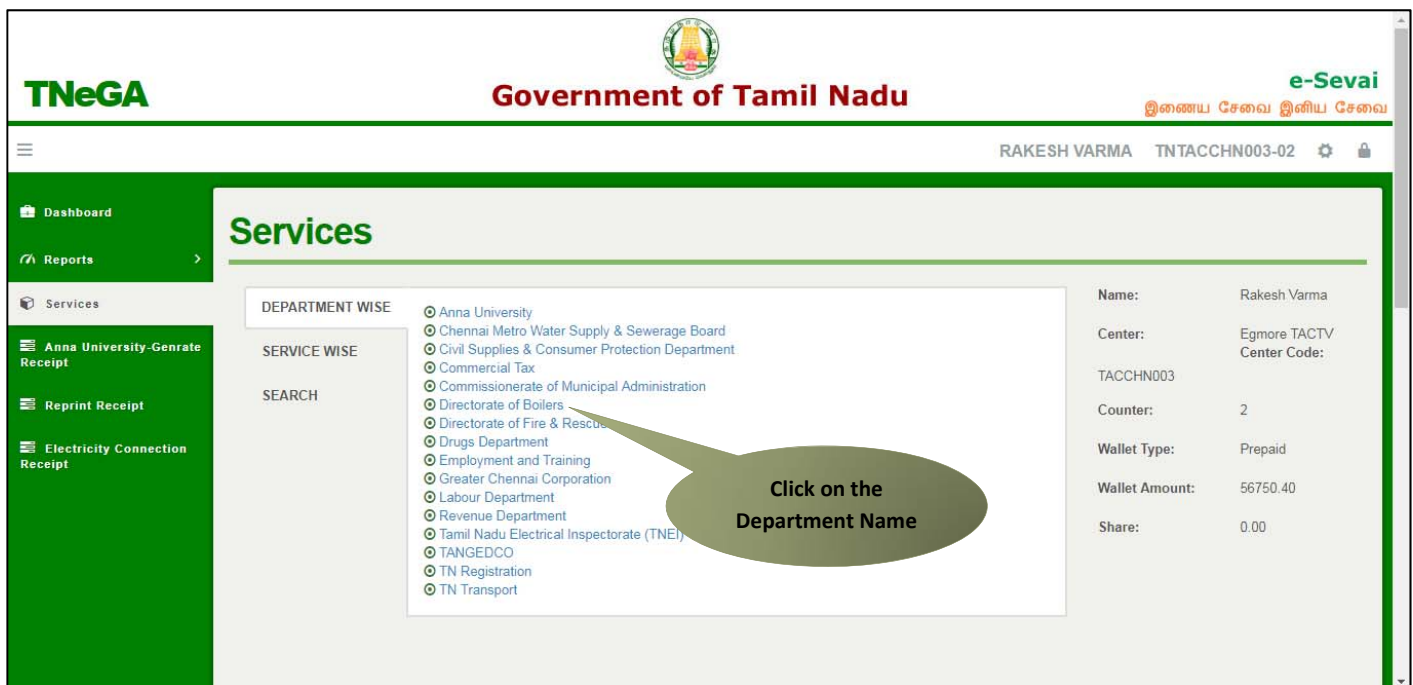 TNeGA
Government of Tamil Nadu
e-Sevai
இணைய சேவை இனிய சேவை
RAKESH VARMA TNTACCHN003-02
Dashboard
Reports
Services
Anna University-Genrate
Receipt
Reprint Receipt
Electricity Connection
Receipt
Services
DEPARTMENT WISE
SERVICE WISE
SEARCH
Anna University
Chennai Metro Water Supply & Sewerage Board
Civil Supplies & Consumer Protection Department
Commercial Tax
Commissionerate of Municipal Administration
Directorate of Boilers
Directorate of Fire &
Drugs Department
Employment and Training
Greater Chennai Corporation
Labour Department
Revenue Department
Tamil Nadu Electrical Inspectorate (TNEI)
TANGEDCO
TN Registration
TN Transport
Click on the
Department Name
Name: Rakesh Varma
Center: Egmore TACTV
Center Code:
TACCHN003
Counter: 2
Wallet Type: Prepaid
Wallet Amount: 56750.40
Share: 0.00